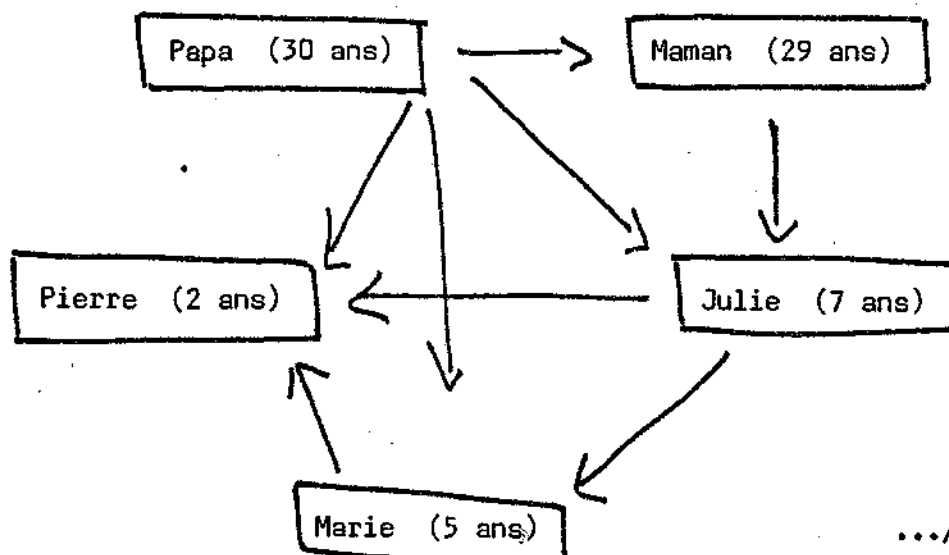 Papa (30 ans)
Maman (29 ans)
Pierre (2 ans)
Julie (7 ans)
Marie (5 ans)
.../